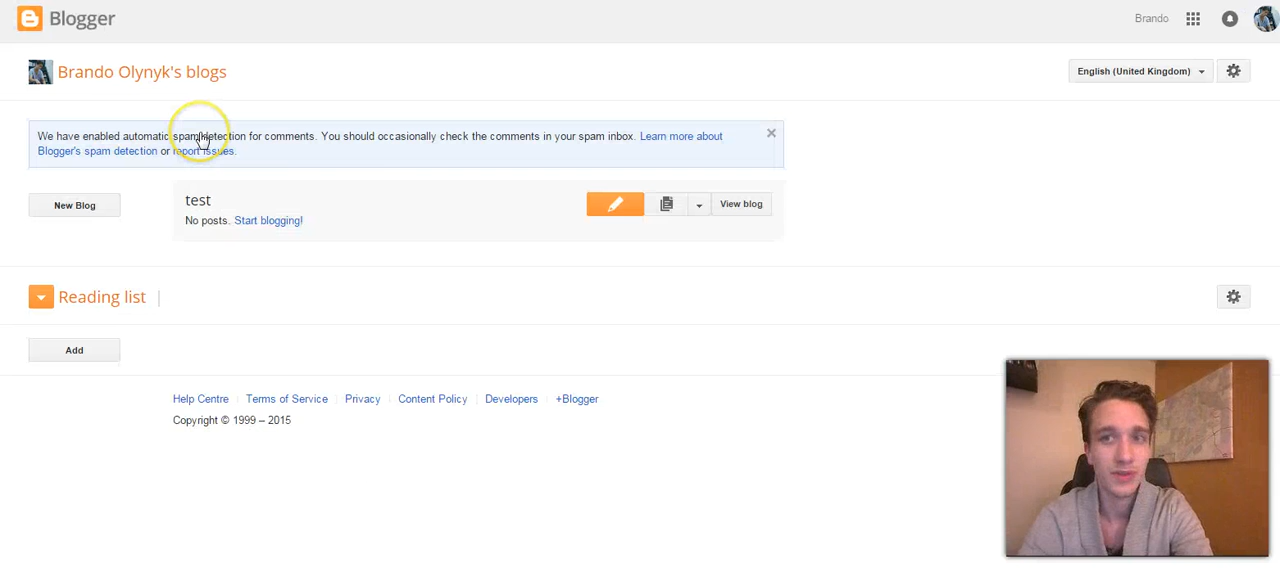 Blogger
Brando
Brando Olynyk's blogs
English (United Kingdom)
We have enabled automatic spam detection for comments. You should occasionally check the comments in your spam inbox. Learn more about
Blogger's spam detection or report issues.
New Blog
test
View blog
No posts. Start blogging!
Reading list
Add
Help Centre
Terms of Service
Privacy
Content Policy
Developers
+Blogger
Copyright © 1999 – 2015